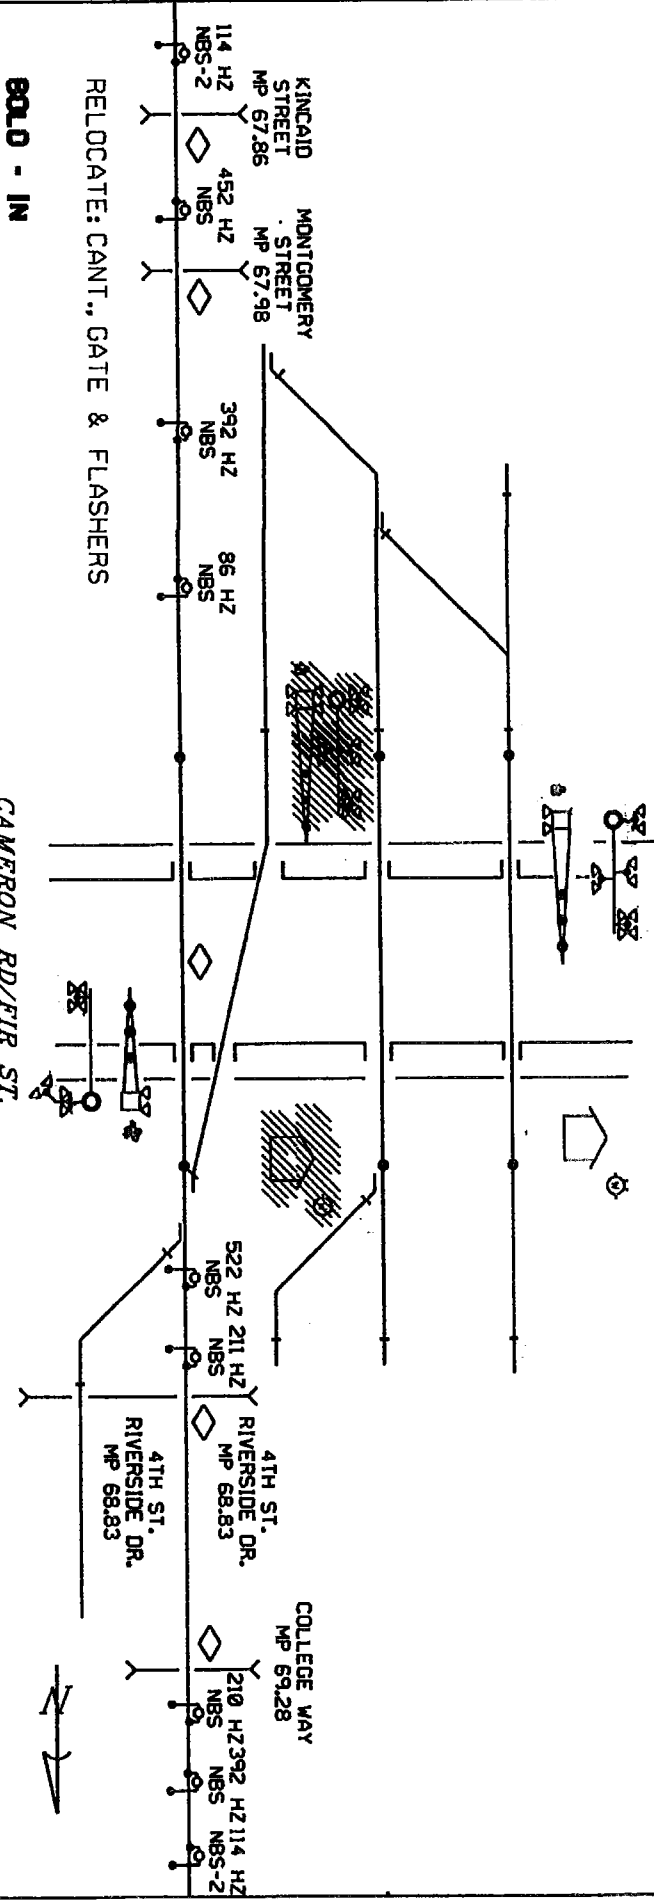 114 HZ
NBS-2
KINCAID
STREET
MP 67.86
452 HZ
NBS
MONTGOMERY
STREET
MP 67.98
392 HZ
NBS
86 HZ
NBS
522 HZ
NBS
211 HZ
NBS
4TH ST.
RIVERSIDE DR.
MP 68.83
4TH ST.
RIVERSIDE DR.
MP 68.83
COLLEGE WAY
MP 69.28
210 HZ
NBS
392 HZ
NBS
114 HZ
NBS-2
RELOCATE: CANT., GATE & FLASHERS
BOLD - IN
CAMERON RD/FIR ST.
M
N